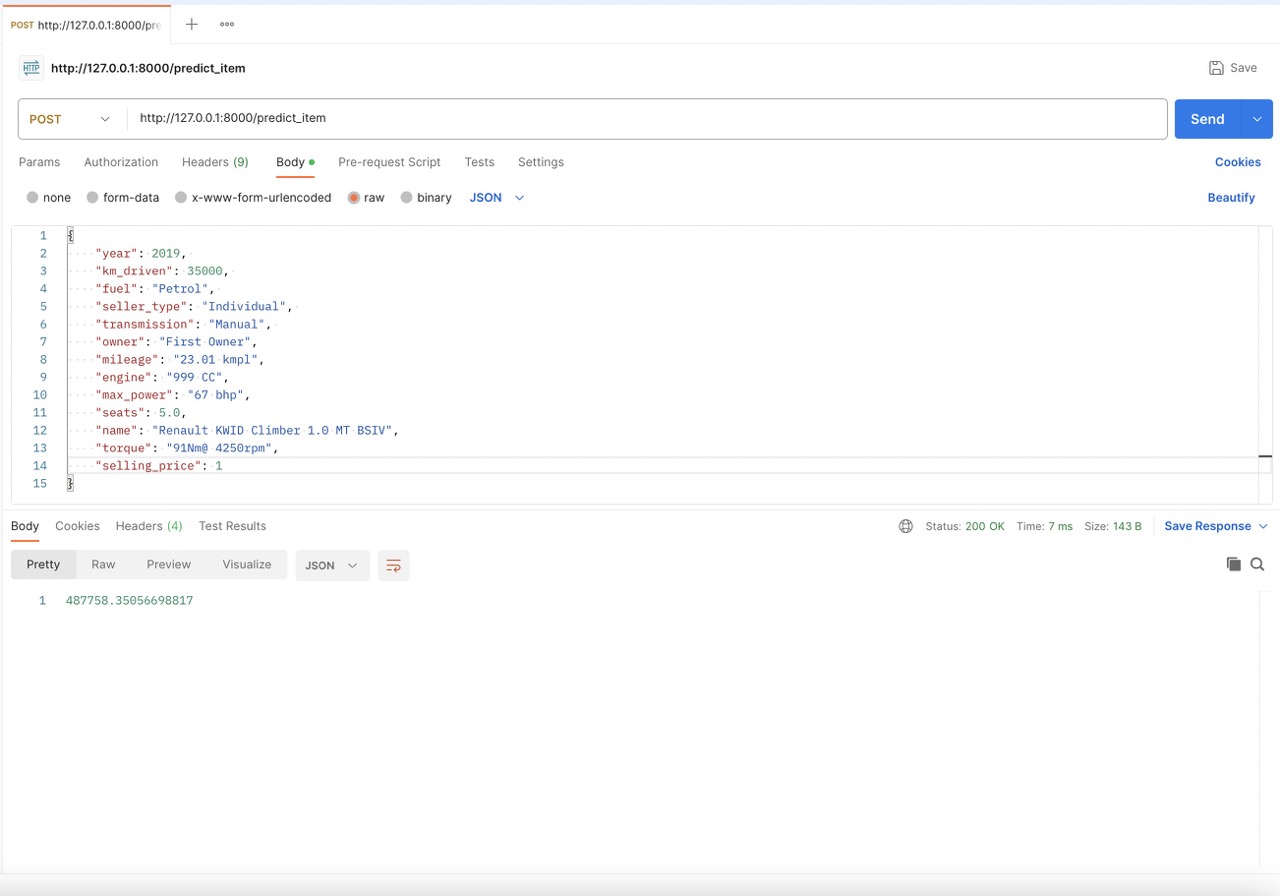 POST http://127.0.0.1:8000/pre
HTTP http://127.0.0.1:8000/predict_item Save
POST http://127.0.0.1:8000/predict_item Send
Params Authorization Headers (9) Body Pre-request Script Tests Settings Cookies
none form-data x-www-form-urlencoded raw binary JSON Beautify
1 {
2 "year": 2019,
3 "km_driven": 35000,
4 "fuel": "Petrol",
5 "seller_type": "Individual",
6 "transmission": "Manual",
7 "owner": "First Owner",
8 "mileage": "23.01 kmpl",
9 "engine": "999 CC",
10 "max_power": "67 bhp",
11 "seats": 5.0,
12 "name": "Renault KWID Climber 1.0 MT BSIV",
13 "torque": "91Nm@ 4250rpm",
14 "selling_price": 1
15 }
Body Cookies Headers (4) Test Results Status: 200 OK Time: 7 ms Size: 143 B Save Response
Pretty Raw Preview Visualize JSON
1 487758.35056698817